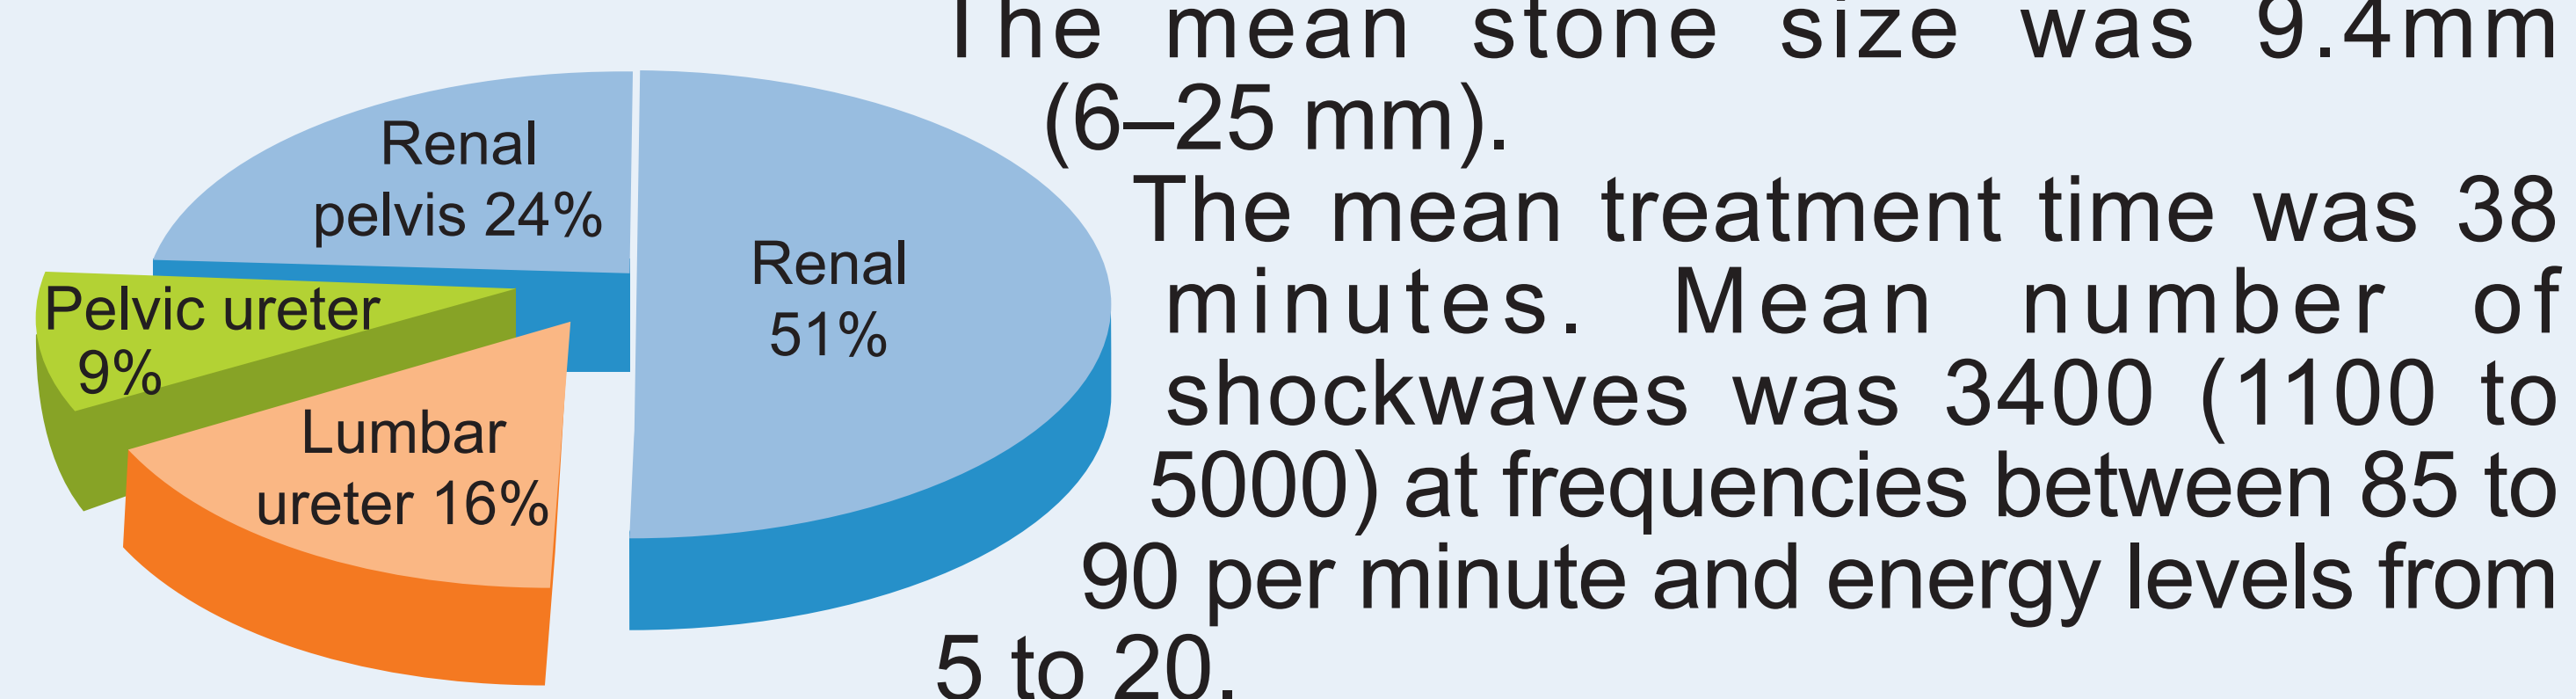 Renal
pelvis 24%
Renal
51%
Pelvic ureter
9%
Lumbar
ureter 16%
The mean stone size was 9.4mm
(6–25 mm).
The mean treatment time was 38
minutes. Mean number of
shockwaves was 3400 (1100 to
5000) at frequencies between 85 to
90 per minute and energy levels from
5 to 20.